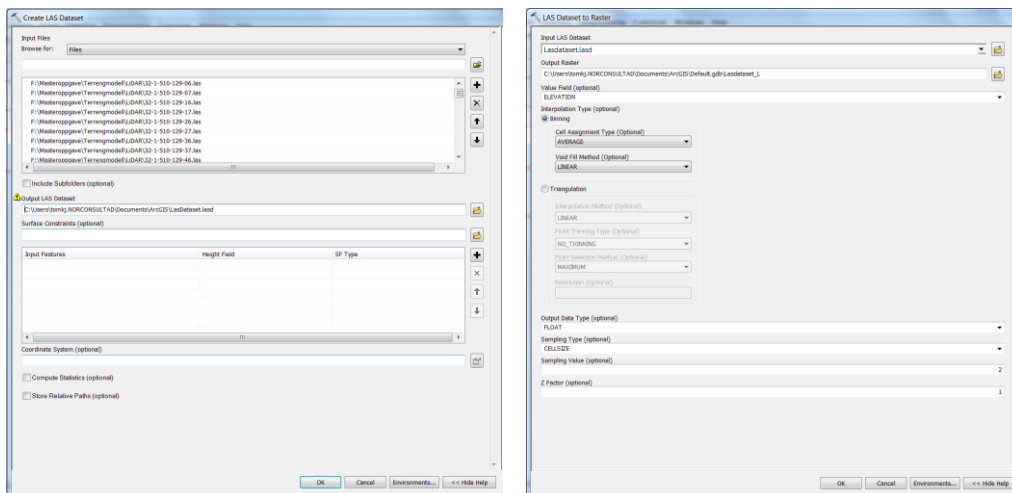 Create LAS Dataset
Input Files
Browse for:
Files
F:\Masteroppgave\Terrengmodell\LiDAR\32-1-510-129-06.las
F:\Masteroppgave\Terrengmodell\LiDAR\32-1-510-129-07.las
F:\Masteroppgave\Terrengmodell\LiDAR\32-1-510-129-16.las
F:\Masteroppgave\Terrengmodell\LiDAR\32-1-510-129-17.las
F:\Masteroppgave\Terrengmodell\LiDAR\32-1-510-129-26.las
F:\Masteroppgave\Terrengmodell\LiDAR\32-1-510-129-27.las
F:\Masteroppgave\Terrengmodell\LiDAR\32-1-510-129-36.las
F:\Masteroppgave\Terrengmodell\LiDAR\32-1-510-129-37.las
F:\Masteroppgave\Terrengmodell\LiDAR\32-1-510-129-46.las
Include Subfolders (optional)
Output LAS Dataset
C:\Users\tomkj.NORCONSULTAD\Documents\ArcGIS\LasDataset.lasd
Surface Constraints (optional)
Input Features Height Field SF Type
Coordinate System (optional)
Compute Statistics (optional)
Store Relative Paths (optional)
OK Cancel Environments... << Hide Help
LAS Dataset to Raster
Input LAS Dataset
Lasdataset.lasd
Output Raster
C:\Users\tomkj.NORCONSULTAD\Documents\ArcGIS\Default.gdb\Lasdataset_L
Value Field (optional)
ELEVATION
Interpolation Type (optional)
Binning
Cell Assignment Type (Optional)
AVERAGE
Void Fill Method (Optional)
LINEAR
Triangulation
Interpolation Method (Optional)
LINEAR
Point Thinning Type (Optional)
NO_THINNING
Point Selection Method (Optional)
MAXIMUM
Resolution (Optional)
Output Data Type (optional)
FLOAT
Sampling Type (optional)
CELLSIZE
Sampling Value (optional)
2
Z Factor (optional)
1
OK Cancel Environments... << Hide Help